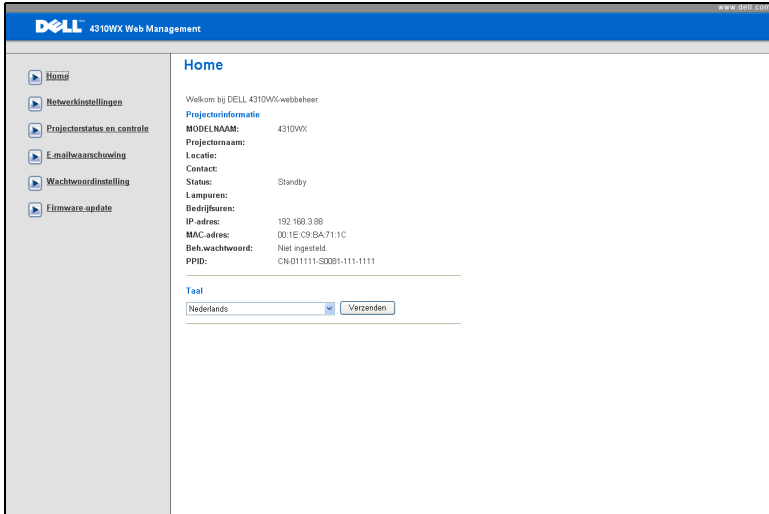 www.dell.com
DELL™ 4310WX Web Management
Home
Netwerkinstellingen
Projectorstatus en controle
E-mailwaarschuwing
Wachtwoordinstelling
Firmware-update
Home
Welkom bij DELL 4310WX-webbeheer.
Projectorinformatie
MODELNAAM: 4310WX
Projectornaam:
Locatie:
Contact:
Status: Standby
Lampuren:
Bedrijfsuren:
IP-adres: 192.168.3.88
MAC-adres: 00:1E:C9:BA:71:1C
Beh.wachtwoord: Niet ingesteld.
PPID: CN-011111-S0081-111-1111
Taal
Nederlands Verzenden